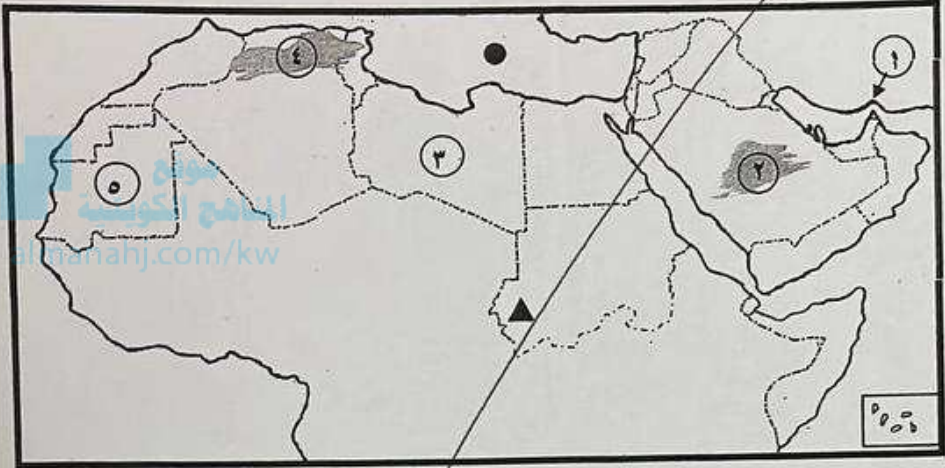 ١
٤
٣
٢
٥
موقع
المناهج الكويتية
almanahj.com/kw